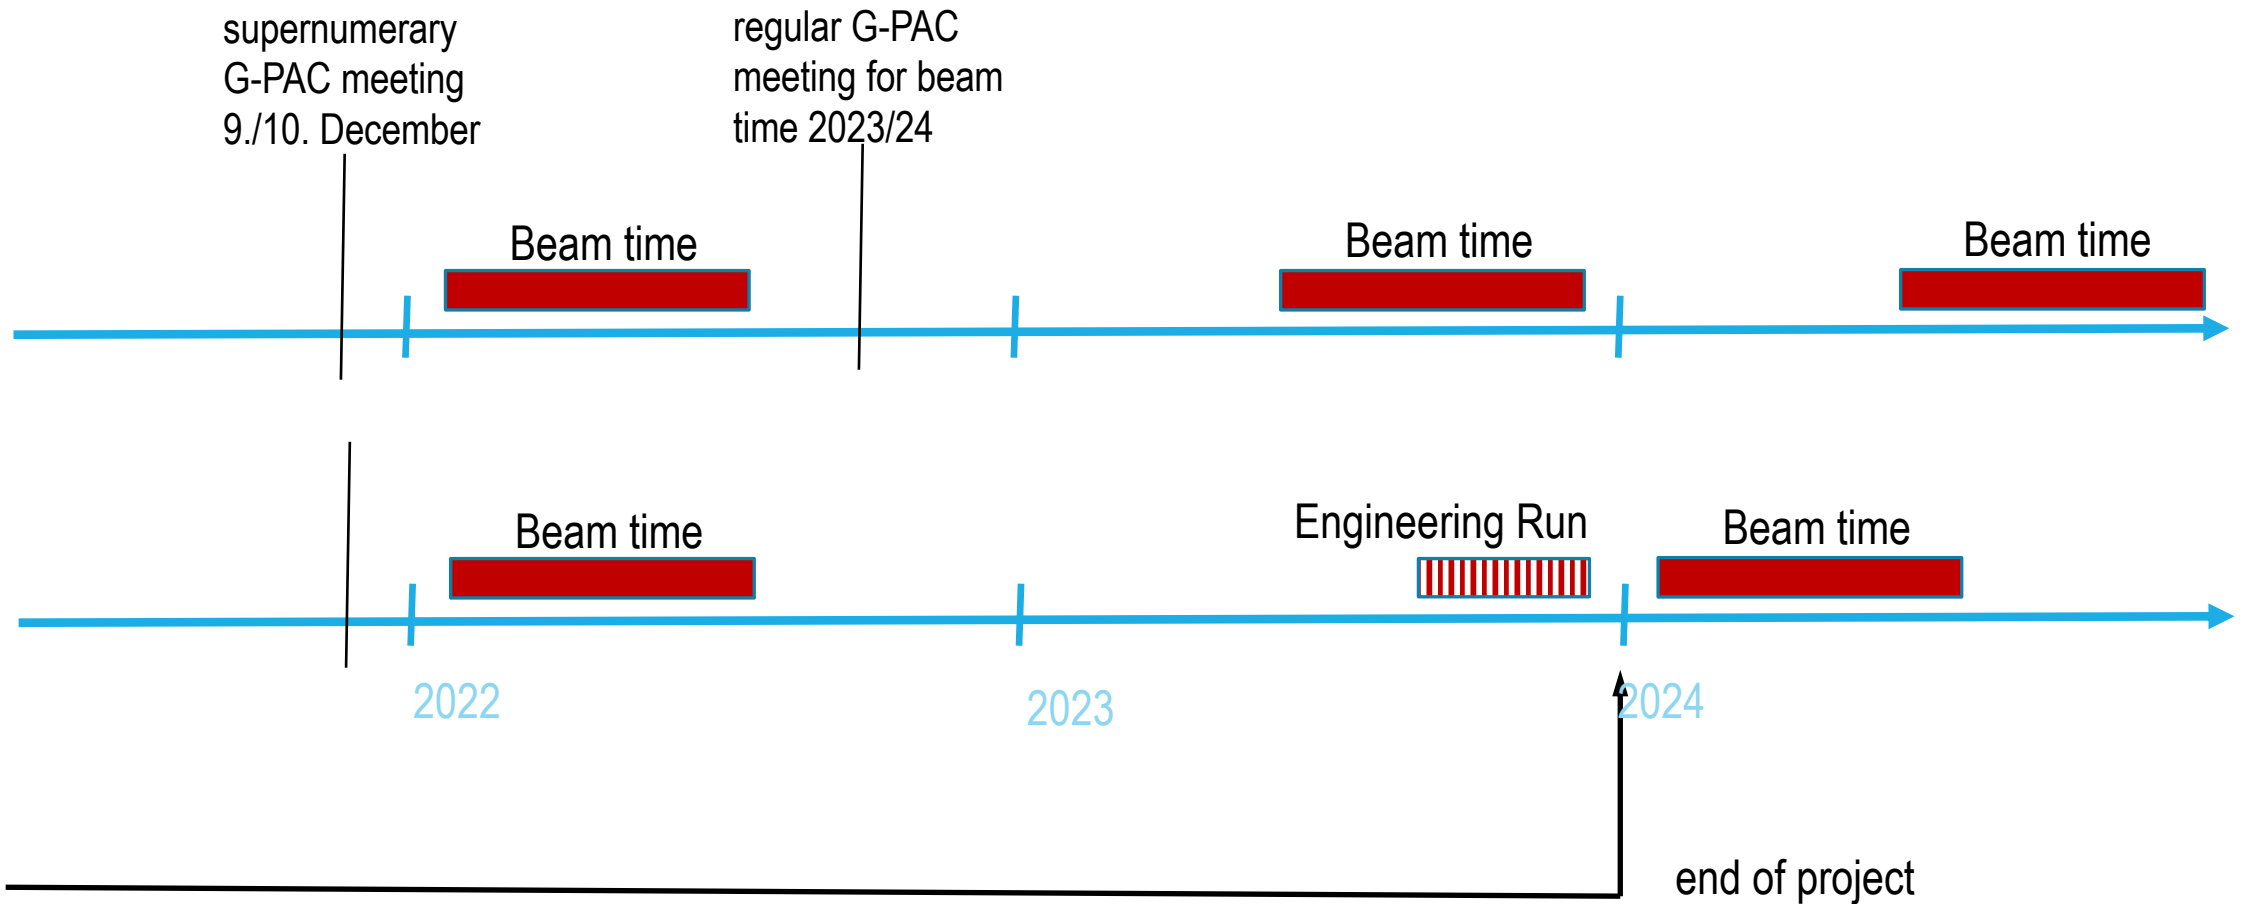 supernumerary
G-PAC meeting
9./10. December
regular G-PAC
meeting for beam
time 2023/24
Beam time
Beam time
Beam time
Beam time
Engineering Run
Beam time
2022
2023
2024
end of project